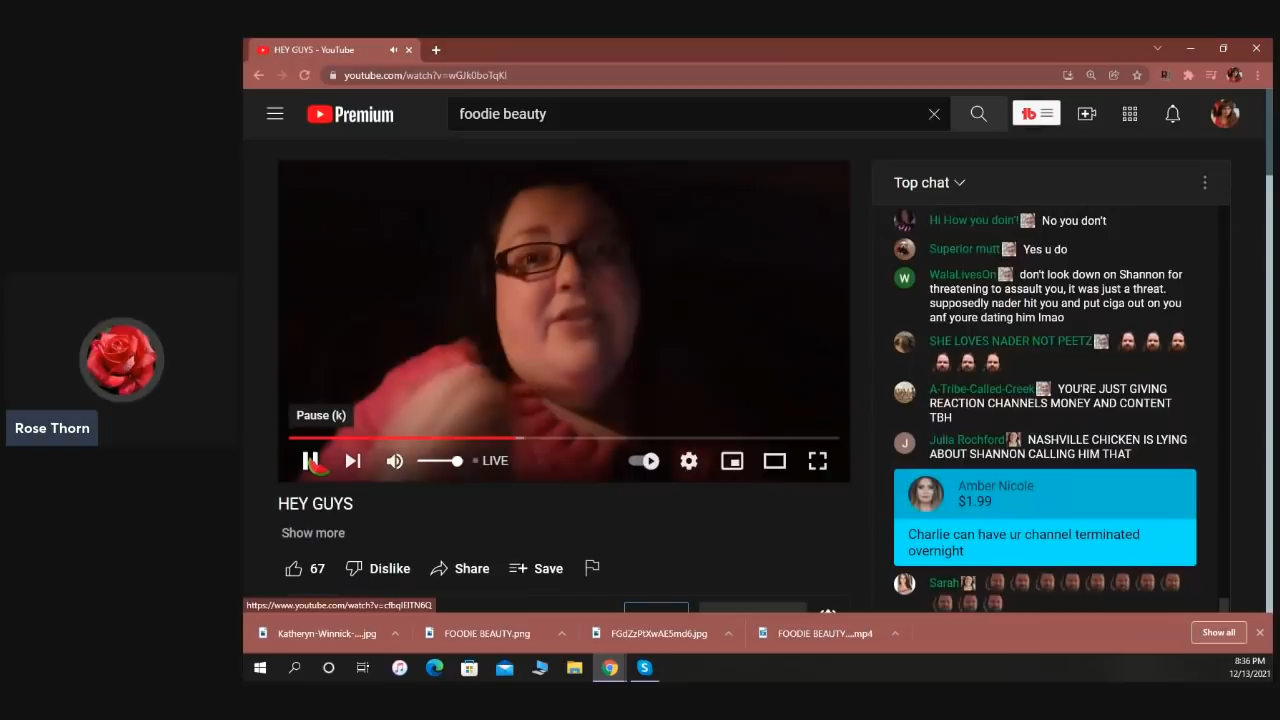 HEY GUYS - YouTube
youtube.com/watch?v=wGJk0boTqKI
Premium
foodie beauty
Top chat
Hi How you doin'! No you don't
Superior mutt Yes u do
WalaLivesOn don't look down on Shannon for
threatening to assault you, it was just a threat.
supposedly nader hit you and put ciga out on you
anf youre dating him lmao
SHE LOVES NADER NOT PEETZ
A-Tribe-Called-Creek YOU'RE JUST GIVING
REACTION CHANNELS MONEY AND CONTENT
TBH
Julia Rochford NASHVILLE CHICKEN IS LYING
ABOUT SHANNON CALLING HIM THAT
Amber Nicole
$1.99
Charlie can have ur channel terminated
overnight
Sarah
Pause (k)
LIVE
HEY GUYS
Show more
67
Dislike
Share
Save
Rose Thorn
https://www.youtube.com/watch?v=cfbqIEITN6Q
Katheryn-Winnick-....jpg
FOODIE BEAUTY.png
FGdZzPtXwAE5md6.jpg
FOODIE BEAUTY....mp4
Show all
8:36 PM
12/13/2021